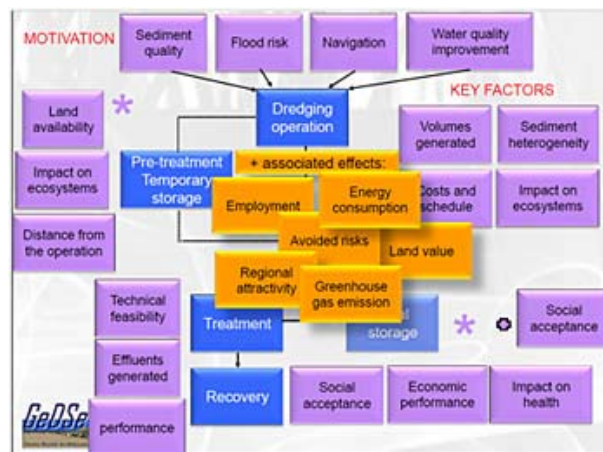 MOTIVATION
Sediment
quality
Flood risk
Navigation
Water quality
improvement
KEY FACTORS
Dredging
operation
Land
availability
*
Volumes
generated
Sediment
heterogeneity
Pre-treatment
Temporary
storage
+ associated effects:
Impact on
ecosystems
Employment
Energy
consumption
Costs and
schedule
Impact on
ecosystems
Distance from
the operation
Avoided risks
Land value
Regional
attractivity
Greenhouse
gas emission
Technical
feasibility
Treatment
storage
*
Social
acceptance
Effluents
generated
Recovery
Social
acceptance
Economic
performance
Impact on
health
GeDSe
performance